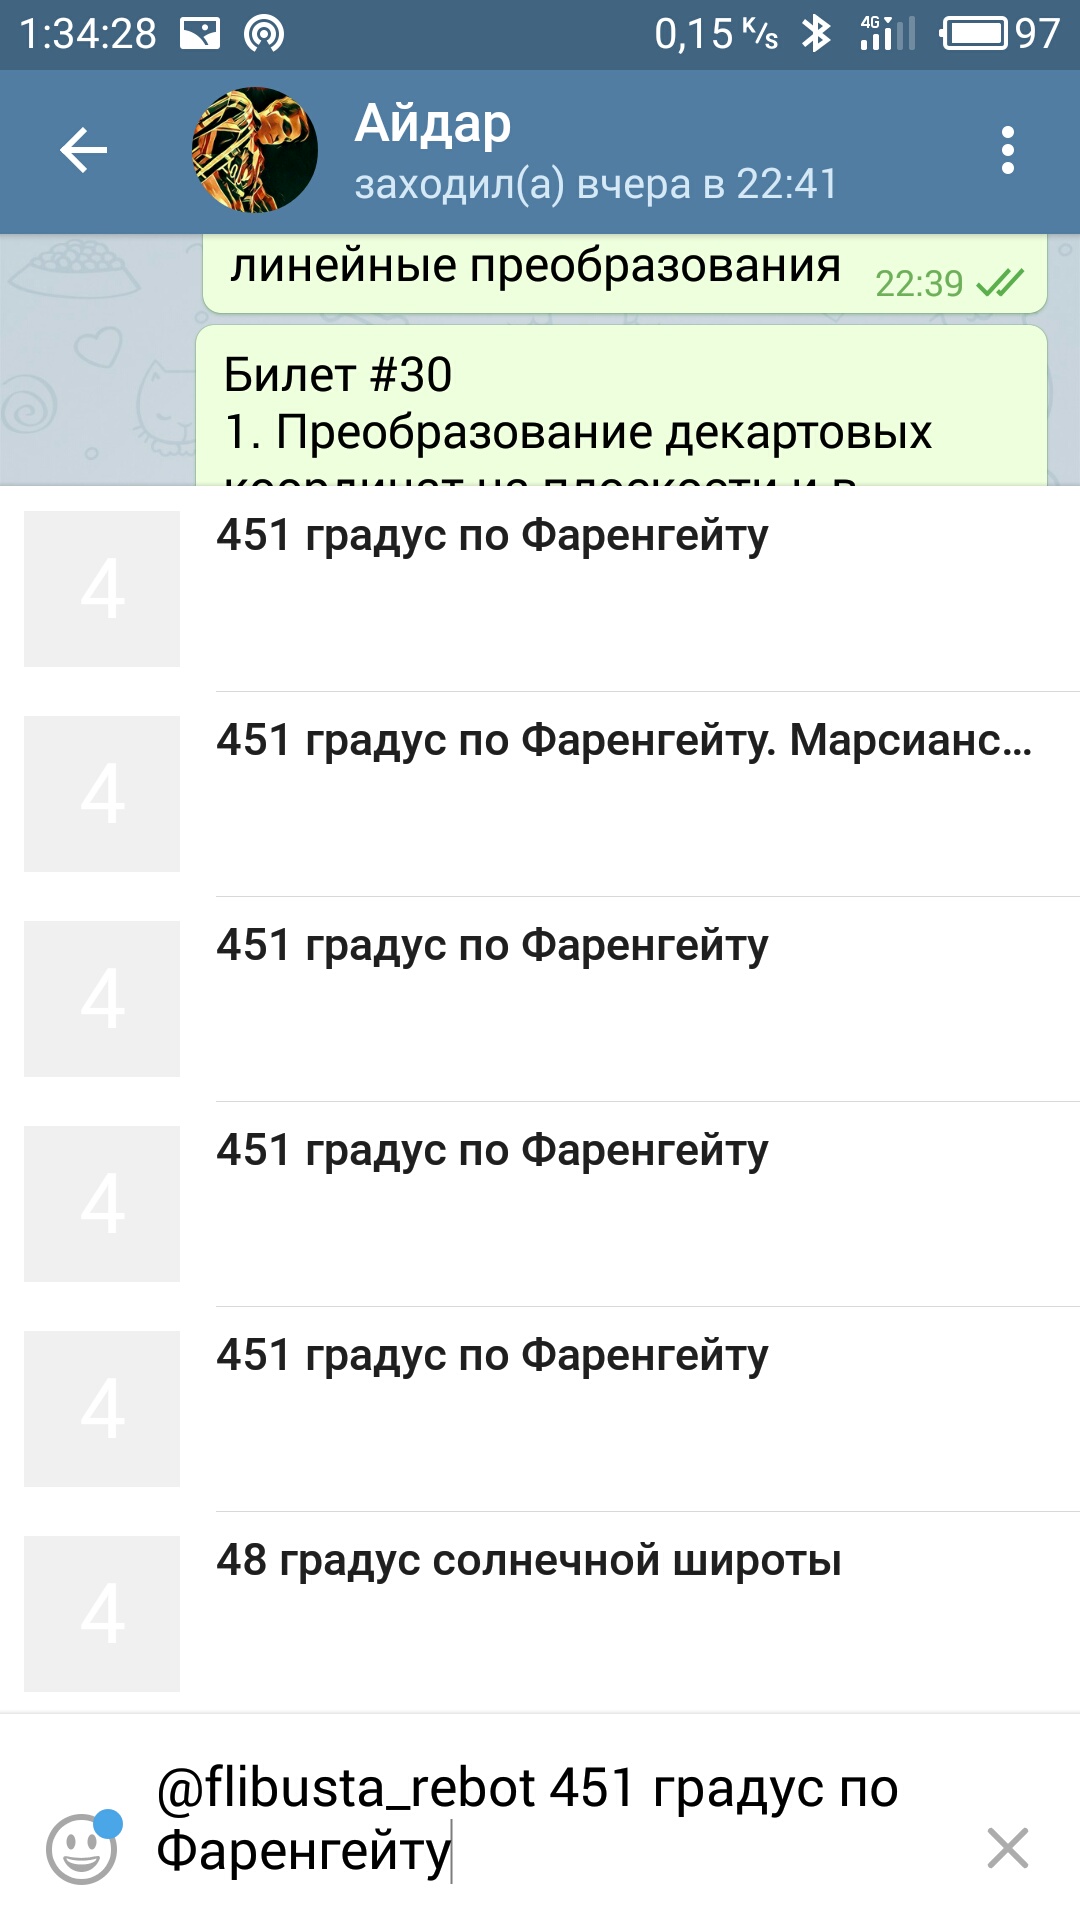 1:34:28 0,15 K/s 4G 97
Айдар
заходил(а) вчера в 22:41
линейные преобразования 22:39
Билет #30
1. Преобразование декартовых
координат на плоскости и в
4 451 градус по Фаренгейту
4 451 градус по Фаренгейту. Марсианс...
4 451 градус по Фаренгейту
4 451 градус по Фаренгейту
4 451 градус по Фаренгейту
4 48 градус солнечной широты
@flibusta_rebot 451 градус по
Фаренгейту